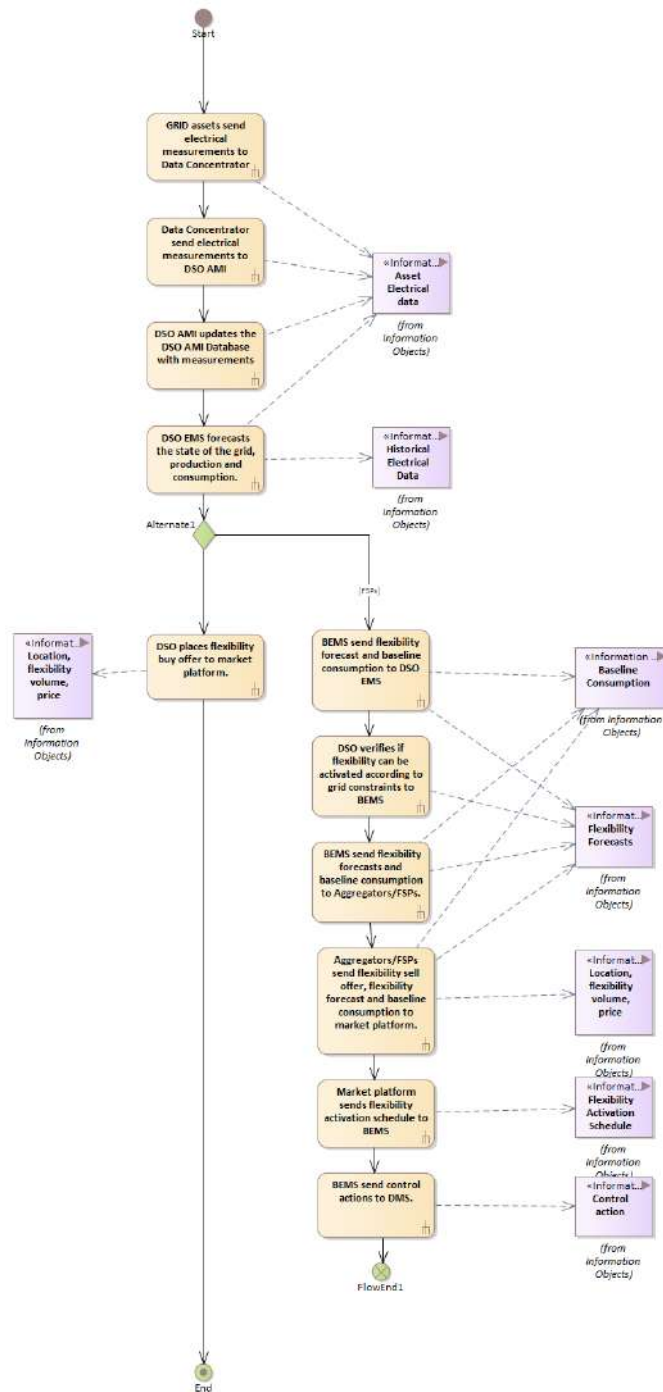 Start
GRID assets send
electrical
measurements to
Data Concentrator
Data Concentrator
send electrical
measurements to
DSO AMI
«Informat...
Asset
Electrical
data
(from
Information
Objects)
DSO AMI updates the
DSO AMI Database
with measurements
DSO EMS forecasts
the state of the grid,
production and
consumption.
«Informat...
Historical
Electrical
Data
(from
Information
Objects)
Alternate1
[FSPs]
«Informat...
Location,
flexibility
volume,
price
(from
Information
Objects)
DSO places flexibility
buy offer to market
platform.
BEMS send flexibility
forecast and baseline
consumption to DSO
EMS
«Information ...
Baseline
Consumption
(from Information
Objects)
DSO verifies if
flexibility can be
activated according to
grid constraints to
BEMS
«Informat...
Flexibility
Forecasts
(from
Information
Objects)
BEMS send flexibility
forecasts and
baseline consumption
to Aggregators/FSPs.
Aggregators/FSPs
send flexibility sell
offer, flexibility
forecast and baseline
consumption to
market platform.
«Informat...
Location,
flexibility
volume,
price
(from
Information
Objects)
Market platform
sends flexibility
activation schedule to
BEMS
«Informat...
Flexibility
Activation
Schedule
(from
Information
Objects)
BEMS send control
actions to DMS.
«Informat...
Control
action
(from
Information
Objects)
FlowEnd1
End